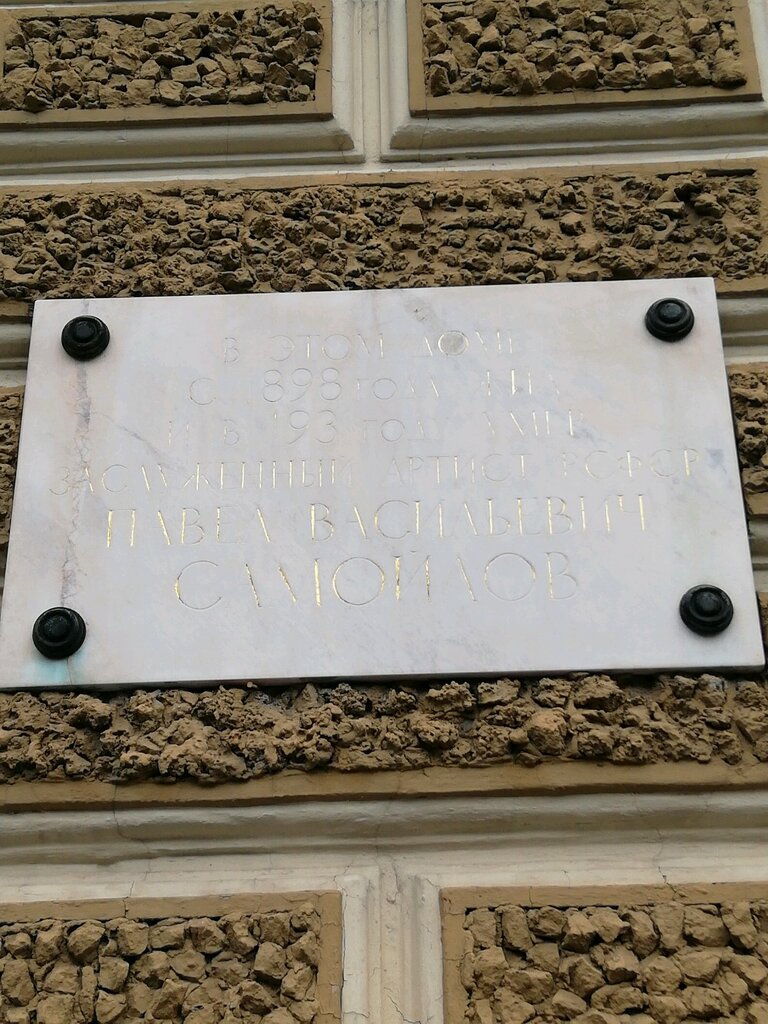 В ЭТОМ ДОМЕ
С 1898 ГОДА ЖИЛ
И В ГОДУ УМЕР
ЗАСЛУЖЕННЫЙ АРТИСТ РСФСР
ПАВЕЛ ВАСИЛЬЕВИЧ
САМОЙЛОВ